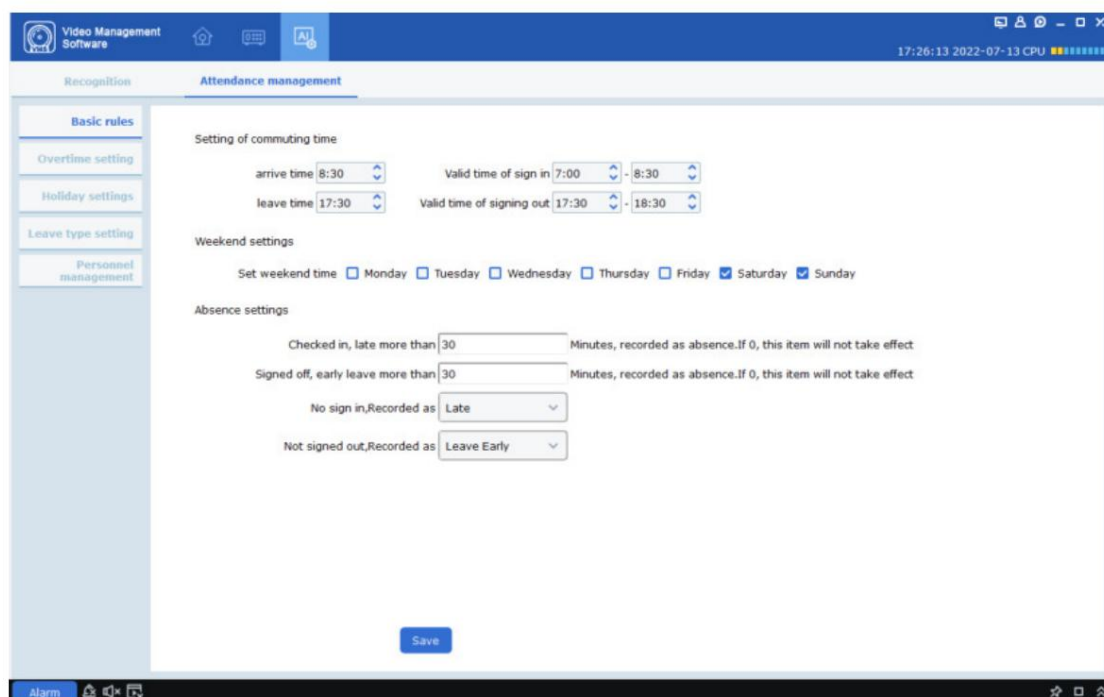 Video Management
Software
17:26:13 2022-07-13 CPU
Recognition
Attendance management
Basic rules
Overtime setting
Holiday settings
Leave type setting
Personnel
management
Setting of commuting time
arrive time 8:30 Valid time of sign in 7:00 - 8:30
leave time 17:30 Valid time of signing out 17:30 - 18:30
Weekend settings
Set weekend time Monday Tuesday Wednesday Thursday Friday Saturday Sunday
Absence settings
Checked in, late more than 30 Minutes, recorded as absence.If 0, this item will not take effect
Signed off, early leave more than 30 Minutes, recorded as absence.If 0, this item will not take effect
No sign in,Recorded as Late
Not signed out,Recorded as Leave Early
Save
Alarm